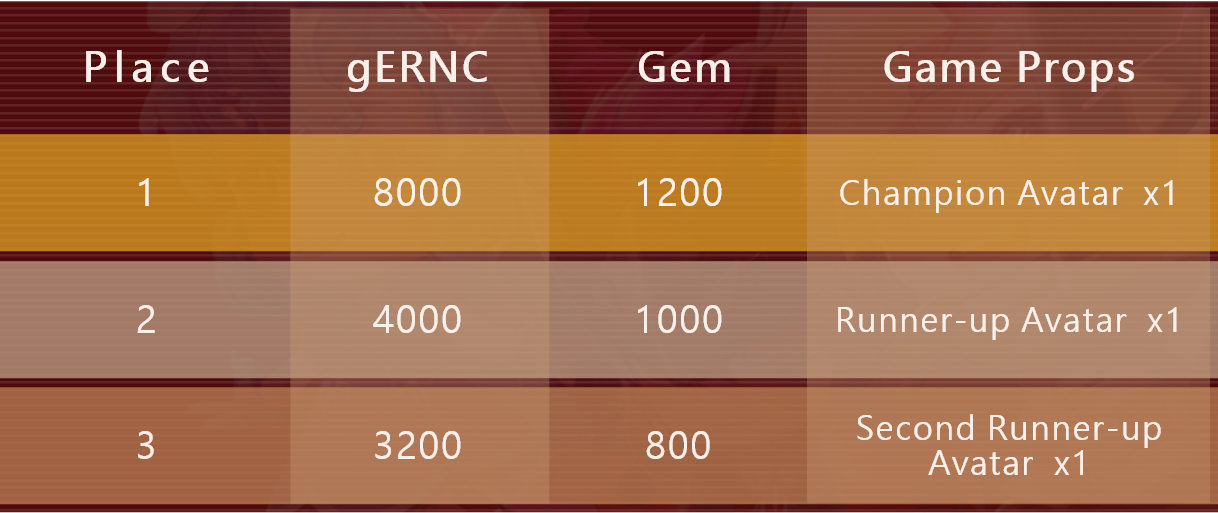 Place gERNC Gem Game Props
1 8000 1200 Champion Avatar x1
2 4000 1000 Runner-up Avatar x1
3 3200 800 Second Runner-up
Avatar x1